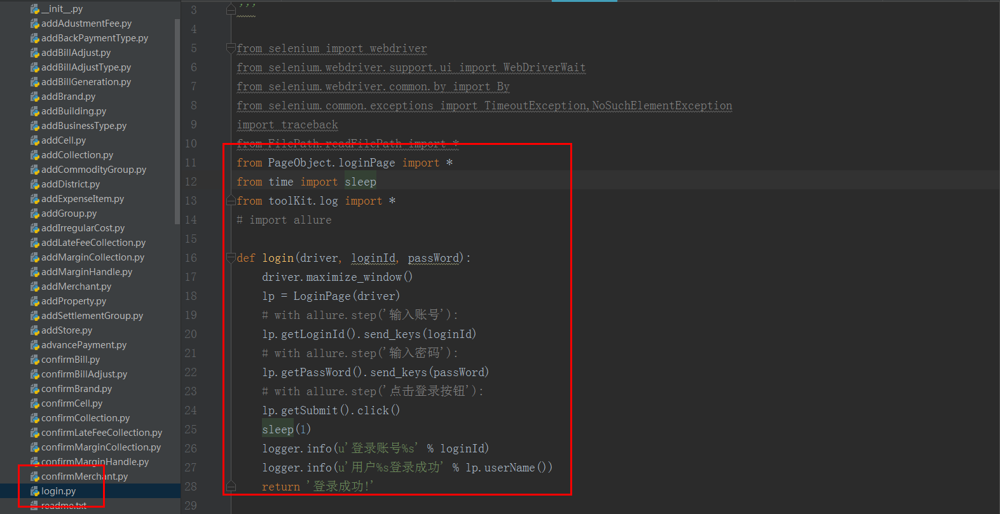 __init__.py
addAdustmentFee.py
addBackPaymentType.py
addBillAdjust.py
addBillAdjustType.py
addBillGeneration.py
addBrand.py
addBuilding.py
addBusinessType.py
addCell.py
addCollection.py
addCommodityGroup.py
addDistrict.py
addExpenseItem.py
addGroup.py
addIrregularCost.py
addLateFeeCollection.py
addMarginCollection.py
addMarginHandle.py
addMerchant.py
addProperty.py
addSettlementGroup.py
addStore.py
advancePayment.py
confirmBill.py
confirmBillAdjust.py
confirmBrand.py
confirmCell.py
confirmCollection.py
confirmLateFeeCollection.py
confirmMarginCollection.py
confirmMarginHandle.py
confirmMerchant.py
login.py
readme.txt
3 '''
4
5 from selenium import webdriver
6 from selenium.webdriver.support.ui import WebDriverWait
7 from selenium.webdriver.common.by import By
8 from selenium.common.exceptions import TimeoutException,NoSuchElementException
9 import traceback
10 from FilePath.readFilePath import *
11 from PageObject.loginPage import *
12 from time import sleep
13 from toolKit.log import *
14 # import allure
15
16 def login(driver, loginId, passWord):
17 driver.maximize_window()
18 lp = LoginPage(driver)
19 # with allure.step('输入账号'):
20 lp.getLoginId().send_keys(loginId)
21 # with allure.step('输入密码'):
22 lp.getPassWord().send_keys(passWord)
23 # with allure.step('点击登录按钮'):
24 lp.getSubmit().click()
25 sleep(1)
26 logger.info(u'登录账号%s' % loginId)
27 logger.info(u'用户%s登录成功' % lp.userName())
28 return '登录成功!'
29